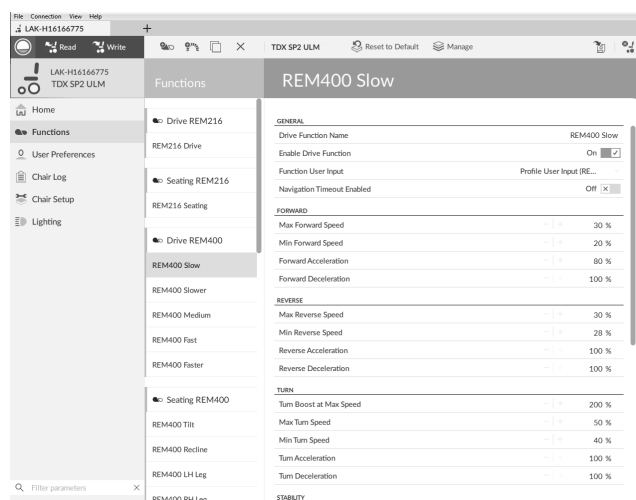 File Connection View Help
LAK-H16166775
Read Write TDX SP2 ULM Reset to Default Manage
LAK-H16166775
TDX SP2 ULM
Home
Functions
User Preferences
Chair Log
Chair Setup
Lighting
Filter parameters
Functions
Drive REM216
REM216 Drive
Seating REM216
REM216 Seating
Drive REM400
REM400 Slow
REM400 Slower
REM400 Medium
REM400 Fast
REM400 Faster
Seating REM400
REM400 Tilt
REM400 Recline
REM400 LH Leg
REM400 RH Leg
REM400 Slow
GENERAL
Drive Function Name REM400 Slow
Enable Drive Function On
Function User Input Profile User Input (RE...
Navigation Timeout Enabled Off
FORWARD
Max Forward Speed 30 %
Min Forward Speed 20 %
Forward Acceleration 80 %
Forward Deceleration 100 %
REVERSE
Max Reverse Speed 30 %
Min Reverse Speed 28 %
Reverse Acceleration 100 %
Reverse Deceleration 100 %
TURN
Turn Boost at Max Speed 200 %
Max Turn Speed 50 %
Min Turn Speed 40 %
Turn Acceleration 100 %
Turn Deceleration 100 %
STABILITY